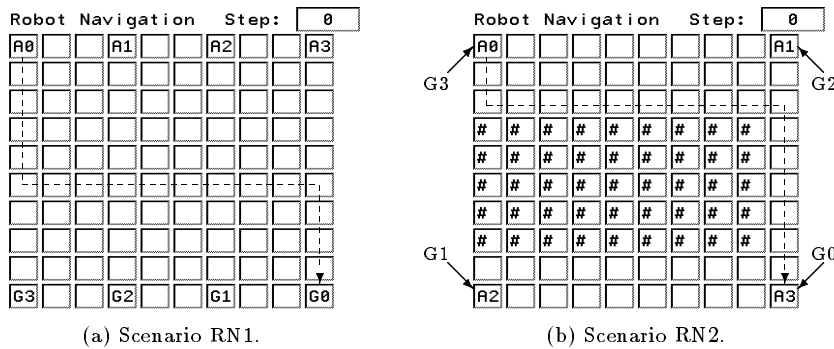 Robot Navigation Step: 0
A0 A1 A2 A3
G3 G2 G1 G0
(a) Scenario RN1.
Robot Navigation Step: 0
A0 A1
G3 G2
# # # # # # # # #
# # # # # # # # #
# # # # # # # # #
# # # # # # # # #
# # # # # # # # #
G1 G0
A2 A3
(b) Scenario RN2.